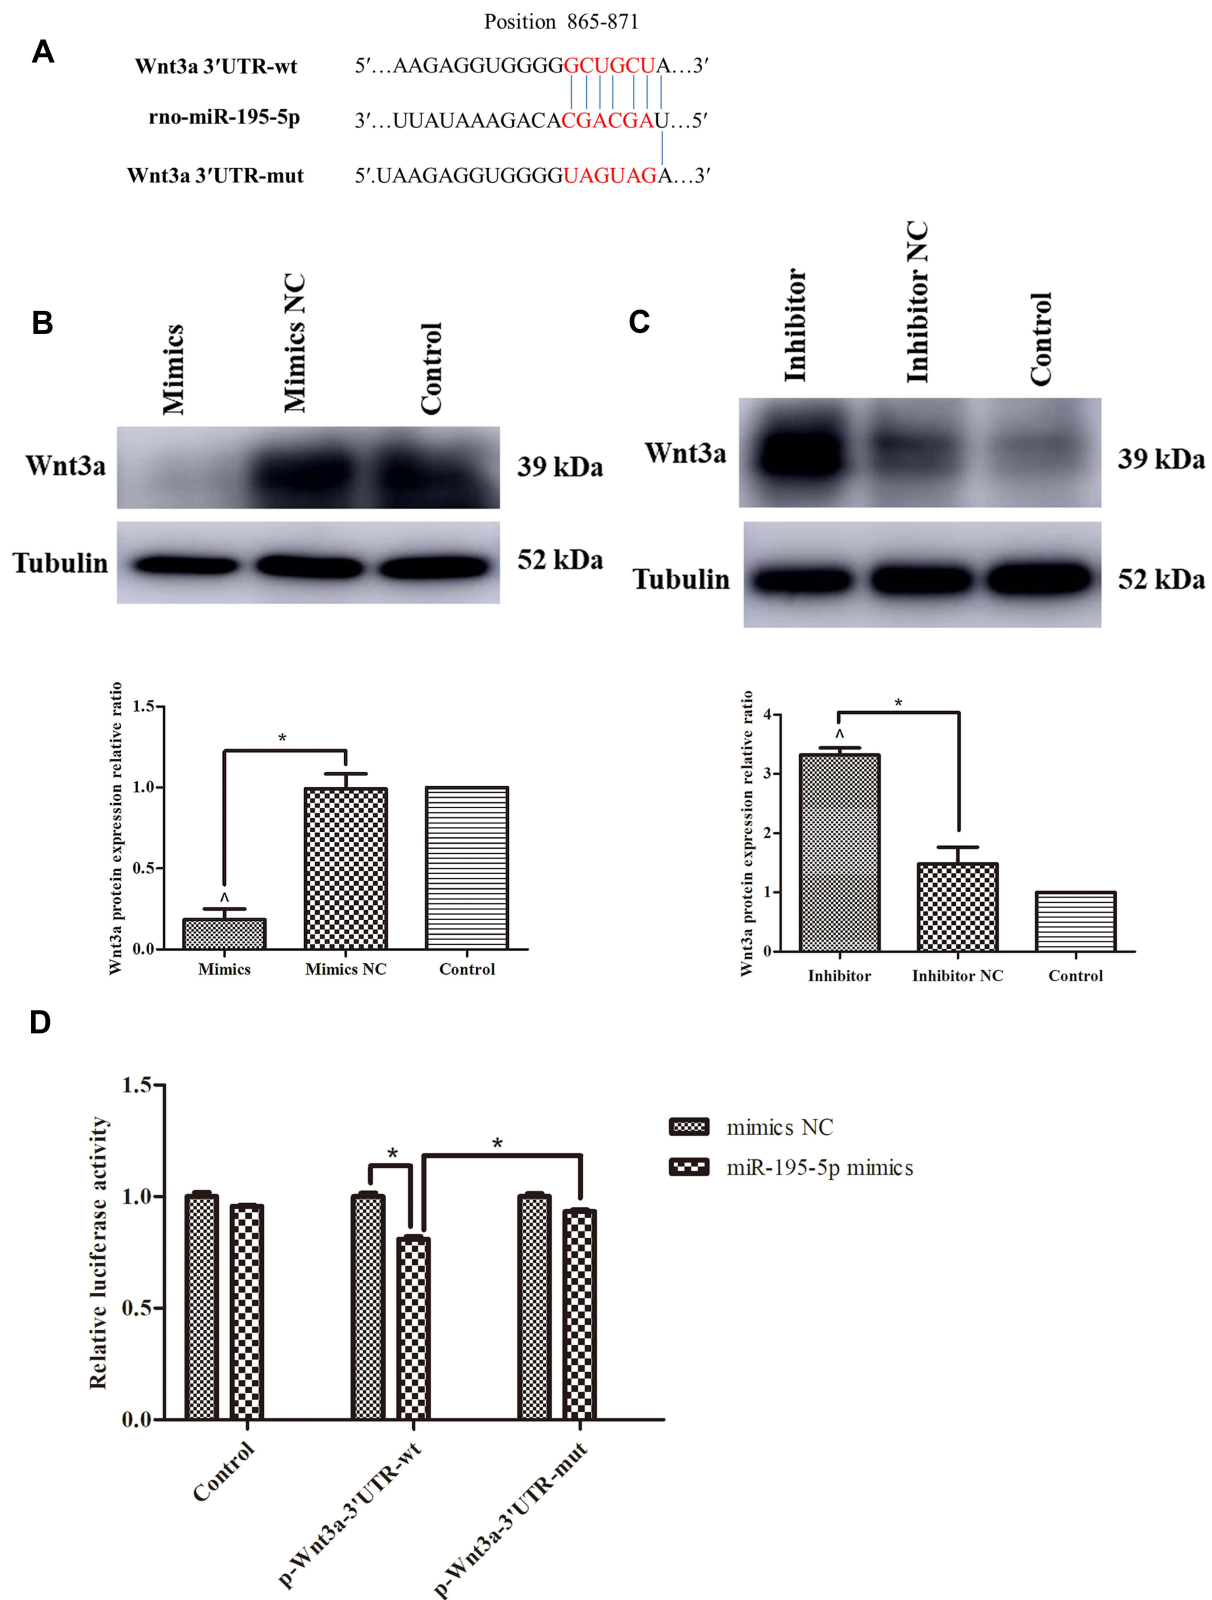 A
Position 865-871
Wnt3a 3′UTR-wt 5′...AAGAGGUGGGGGCUGCUA...3′
rno-miR-195-5p 3′...UUAUAAAGACACGACGAU...5′
Wnt3a 3′UTR-mut 5′.UAAGAGGUGGGGUAGUAGA...3′
B
Mimics
Mimics NC
Control
Wnt3a
39 kDa
Tubulin
52 kDa
Wnt3a protein expression relative ratio
1.5
1.0
0.5
0.0
*
^
Mimics
Mimics NC
Control
C
Inhibitor
Inhibitor NC
Control
Wnt3a
39 kDa
Tubulin
52 kDa
Wnt3a protein expression relative ratio
4
3
2
1
0
*
^
Inhibitor
Inhibitor NC
Control
D
Relative luciferase activity
1.5
1.0
0.5
0.0
*
*
mimics NC
miR-195-5p mimics
Control
p-Wnt3a-3'UTR-wt
p-Wnt3a-3'UTR-mut